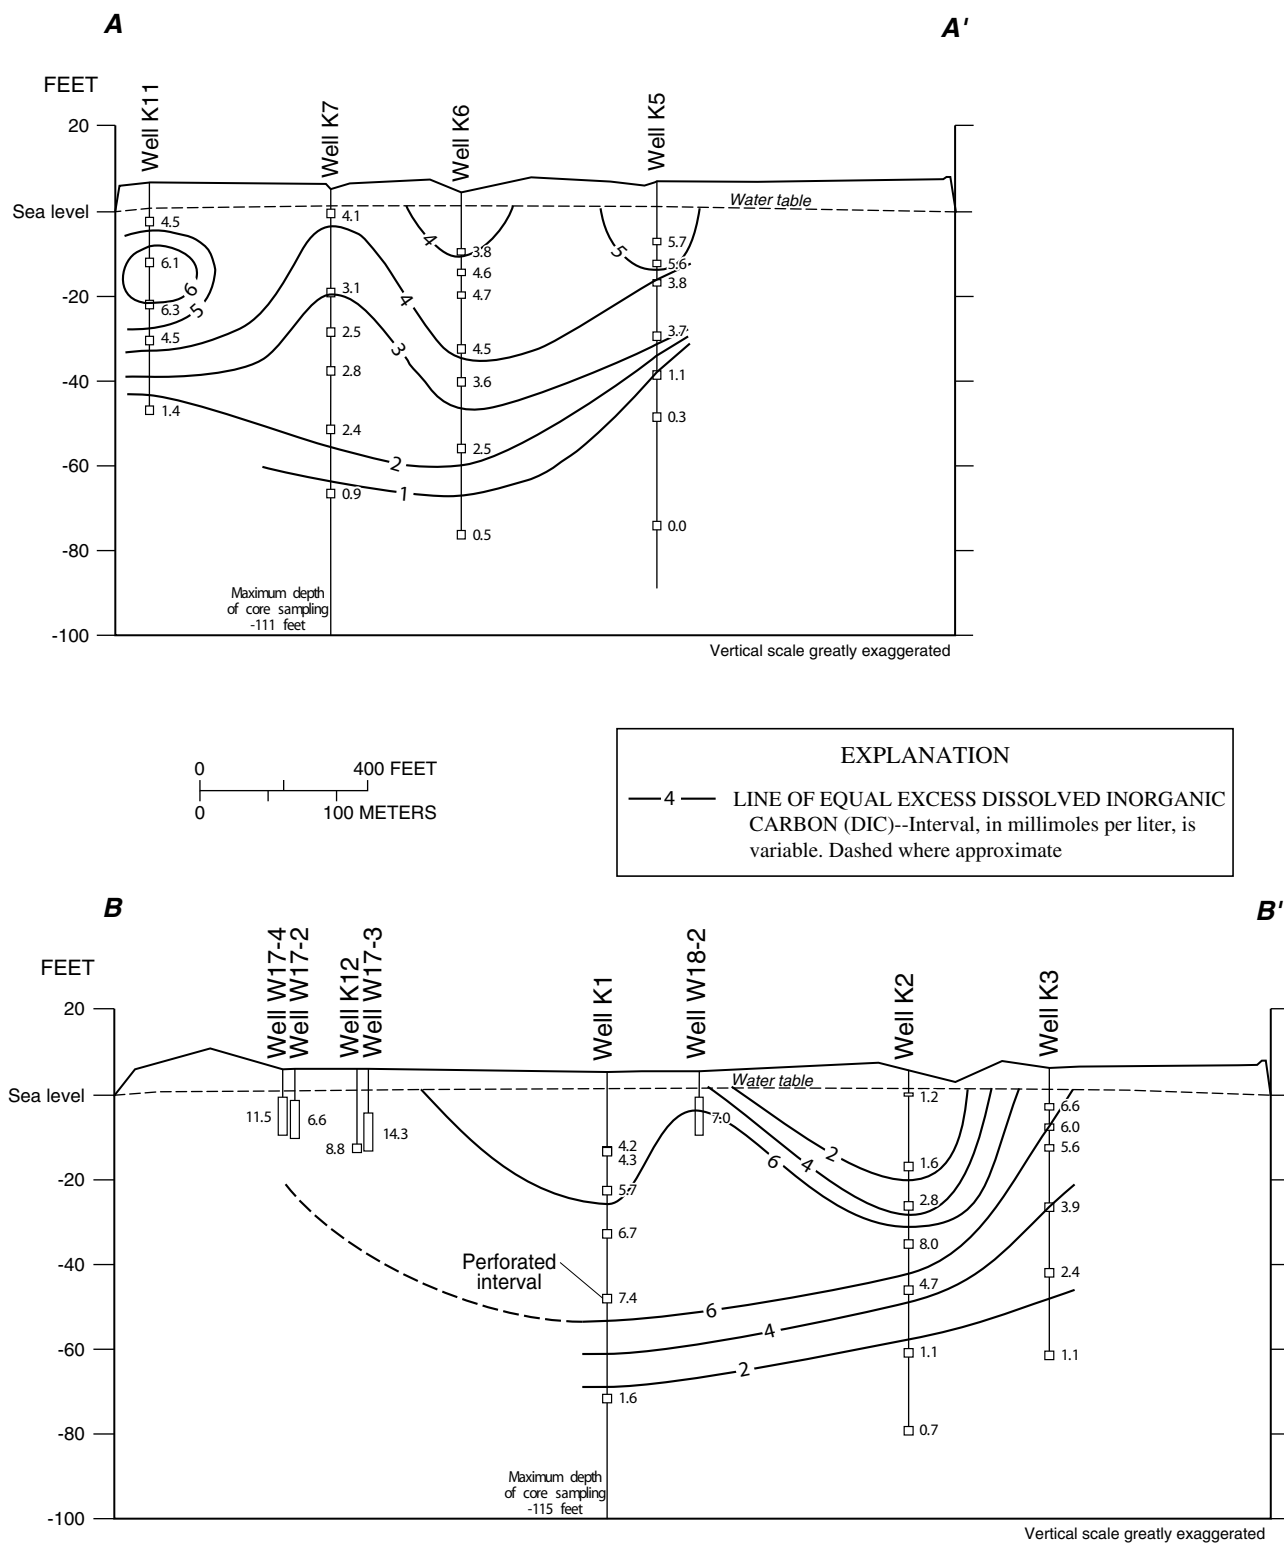 A
A'
FEET
Well K11
Well K7
Well K6
Well K5
20
Sea level
-20
-40
-60
-80
-100
Water table
4.5
6.1
6.3
4.5
1.4
4.1
3.1
2.5
2.8
2.4
0.9
3.8
4.6
4.7
4.5
3.6
2.5
0.5
5.7
5.6
3.8
3.7
1.1
0.3
0.0
6
5
4
3
2
1
4
5
Maximum depth
of core sampling
-111 feet
Vertical scale greatly exaggerated
0 400 FEET
0 100 METERS
EXPLANATION
4 LINE OF EQUAL EXCESS DISSOLVED INORGANIC
CARBON (DIC)--Interval, in millimoles per liter, is
variable. Dashed where approximate
B
B'
FEET
Well W17-4
Well W17-2
Well K12
Well W17-3
Well K1
Well W18-2
Well K2
Well K3
20
Sea level
-20
-40
-60
-80
-100
Water table
11.5
6.6
8.8
14.3
4.2
4.3
5.7
6.7
7.4
1.6
7.0
1.2
1.6
2.8
8.0
4.7
1.1
0.7
6.6
6.0
5.6
3.9
2.4
1.1
2
4
6
6
4
2
Perforated
interval
Maximum depth
of core sampling
-115 feet
Vertical scale greatly exaggerated